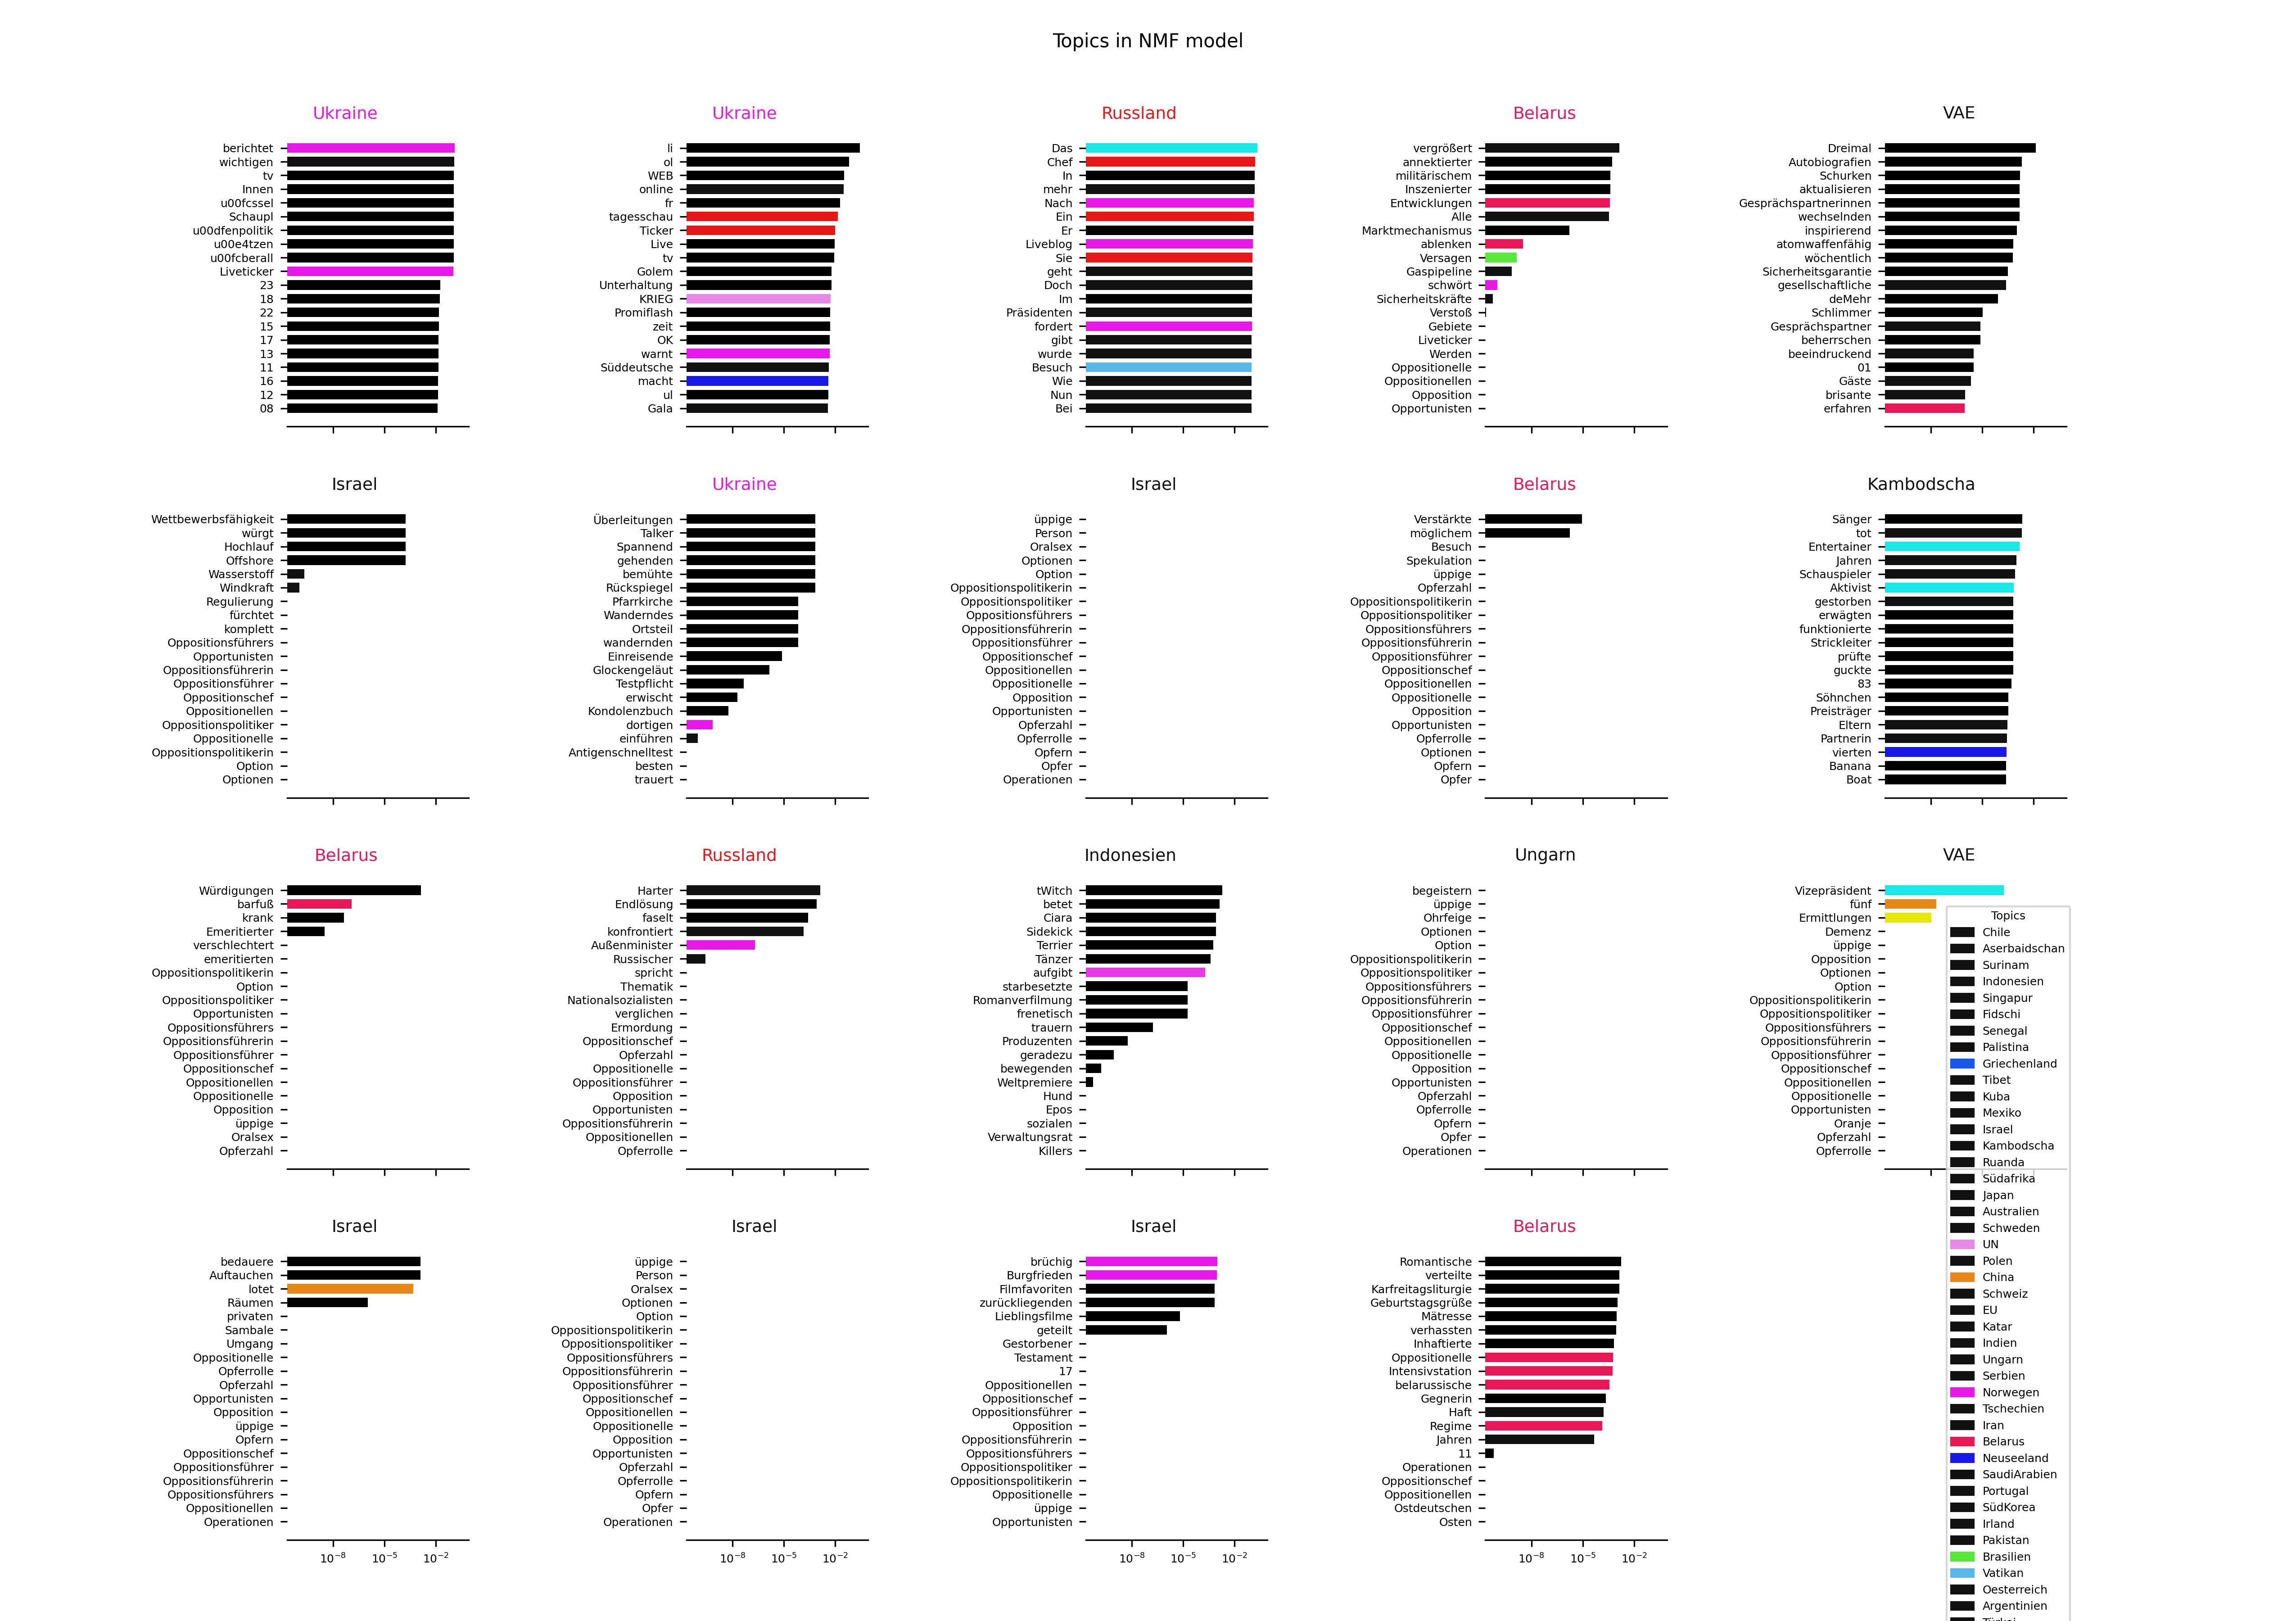 Topics in NMF model
Ukraine
berichtet
wichtigen
tv
Innen
u00fcssel
Schaupl
u00dfenpolitik
u00e4tzen
u00fcberall
Liveticker
23
18
22
15
17
13
11
16
12
08
Ukraine
li
ol
WEB
online
fr
tagesschau
Ticker
Live
tv
Golem
Unterhaltung
KRIEG
Promiflash
zeit
OK
warnt
Süddeutsche
macht
ul
Gala
Russland
Das
Chef
In
mehr
Nach
Ein
Er
Liveblog
Sie
geht
Doch
Im
Präsidenten
fordert
gibt
wurde
Besuch
Wie
Nun
Bei
Belarus
vergrößert
annektierter
militärischem
Inszenierter
Entwicklungen
Alle
Marktmechanismus
ablenken
Versagen
Gaspipeline
schwört
Sicherheitskräfte
Verstoß
Gebiete
Liveticker
Werden
Oppositionelle
Oppositionellen
Opposition
Opportunisten
VAE
Dreimal
Autobiografien
Schurken
aktualisieren
Gesprächspartnerinnen
wechselnden
inspirierend
atomwaffenfähig
wöchentlich
Sicherheitsgarantie
gesellschaftliche
deMehr
Schlimmer
Gesprächspartner
beherrschen
beeindruckend
01
Gäste
brisante
erfahren
Israel
Wettbewerbsfähigkeit
würgt
Hochlauf
Offshore
Wasserstoff
Windkraft
Regulierung
fürchtet
komplett
Oppositionsführers
Opportunisten
Oppositionsführerin
Oppositionsführer
Oppositionschef
Oppositionellen
Oppositionspolitiker
Oppositionelle
Oppositionspolitikerin
Option
Optionen
Ukraine
Überleitungen
Talker
Spannend
gehenden
bemühte
Rückspiegel
Pfarrkirche
Wanderndes
Ortsteil
wandernden
Einreisende
Glockengeläut
Testpflicht
erwischt
Kondolenzbuch
dortigen
einführen
Antigenschnelltest
besten
trauert
Israel
üppige
Person
Oralsex
Optionen
Option
Oppositionspolitikerin
Oppositionspolitiker
Oppositionsführers
Oppositionsführerin
Oppositionsführer
Oppositionschef
Oppositionellen
Oppositionelle
Opposition
Opportunisten
Opferzahl
Opferrolle
Opfern
Opfer
Operationen
Belarus
Verstärkte
möglichem
Besuch
Spekulation
üppige
Opferzahl
Oppositionspolitikerin
Oppositionspolitiker
Oppositionsführers
Oppositionsführerin
Oppositionsführer
Oppositionschef
Oppositionellen
Oppositionelle
Opposition
Opportunisten
Opferrolle
Optionen
Opfern
Opfer
Kambodscha
Sänger
tot
Entertainer
Jahren
Schauspieler
Aktivist
gestorben
erwägten
funktionierte
Strickleiter
prüfte
guckte
83
Söhnchen
Preisträger
Eltern
Partnerin
vierten
Banana
Boat
Belarus
Würdigungen
barfuß
krank
Emeritierter
verschlechtert
emeritierten
Oppositionspolitikerin
Option
Oppositionspolitiker
Opportunisten
Oppositionsführers
Oppositionsführerin
Oppositionsführer
Oppositionschef
Oppositionellen
Oppositionelle
Opposition
üppige
Oralsex
Opferzahl
Russland
Harter
Endlösung
faselt
konfrontiert
Außenminister
Russischer
spricht
Thematik
Nationalsozialisten
verglichen
Ermordung
Oppositionschef
Opferzahl
Oppositionelle
Oppositionsführer
Opposition
Opportunisten
Oppositionsführerin
Oppositionellen
Opferrolle
Indonesien
tWitch
betet
Ciara
Sidekick
Terrier
Tänzer
aufgibt
starbesetzte
Romanverfilmung
frenetisch
trauern
Produzenten
geradezu
bewegenden
Weltpremiere
Hund
Epos
sozialen
Verwaltungsrat
Killers
Ungarn
begeistern
üppige
Ohrfeige
Optionen
Option
Oppositionspolitikerin
Oppositionspolitiker
Oppositionsführers
Oppositionsführerin
Oppositionsführer
Oppositionschef
Oppositionellen
Oppositionelle
Opposition
Opportunisten
Opferzahl
Opferrolle
Opfern
Opfer
Operationen
VAE
Vizepräsident
fünf
Ermittlungen
Demenz
üppige
Opposition
Optionen
Option
Oppositionspolitikerin
Oppositionspolitiker
Oppositionsführers
Oppositionsführerin
Oppositionsführer
Oppositionschef
Oppositionellen
Oppositionelle
Opportunisten
Oranje
Opferzahl
Opferrolle
Israel
bedauere
Auftauchen
lotet
Räumen
privaten
Sambale
Umgang
Oppositionelle
Opferrolle
Opferzahl
Opportunisten
Opposition
üppige
Opfern
Oppositionschef
Oppositionsführer
Oppositionsführerin
Oppositionsführers
Oppositionellen
Operationen
10⁻⁸ 10⁻⁵ 10⁻²
Israel
üppige
Person
Oralsex
Optionen
Option
Oppositionspolitikerin
Oppositionspolitiker
Oppositionsführers
Oppositionsführerin
Oppositionsführer
Oppositionschef
Oppositionellen
Oppositionelle
Opposition
Opportunisten
Opferzahl
Opferrolle
Opfern
Opfer
Operationen
10⁻⁸ 10⁻⁵ 10⁻²
Israel
brüchig
Burgfrieden
Filmfavoriten
zurückliegenden
Lieblingsfilme
geteilt
Gestorbener
Testament
17
Oppositionellen
Oppositionschef
Oppositionsführer
Opposition
Oppositionsführerin
Oppositionsführers
Oppositionspolitiker
Oppositionspolitikerin
Oppositionelle
üppige
Opportunisten
10⁻⁸ 10⁻⁵ 10⁻²
Belarus
Romantische
verteilte
Karfreitagsliturgie
Geburtstagsgrüße
Mätresse
verhassten
Inhaftierte
Oppositionelle
Intensivstation
belarussische
Gegnerin
Haft
Regime
Jahren
11
Operationen
Oppositionschef
Oppositionellen
Ostdeutschen
Osten
10⁻⁸ 10⁻⁵ 10⁻²
Topics
Chile
Aserbaidschan
Surinam
Indonesien
Singapur
Fidschi
Senegal
Palistina
Griechenland
Tibet
Kuba
Mexiko
Israel
Kambodscha
Ruanda
Südafrika
Japan
Australien
Schweden
UN
Polen
China
Schweiz
EU
Katar
Indien
Ungarn
Serbien
Norwegen
Tschechien
Iran
Belarus
Neuseeland
SaudiArabien
Portugal
SüdKorea
Irland
Pakistan
Brasilien
Vatikan
Oesterreich
Argentinien